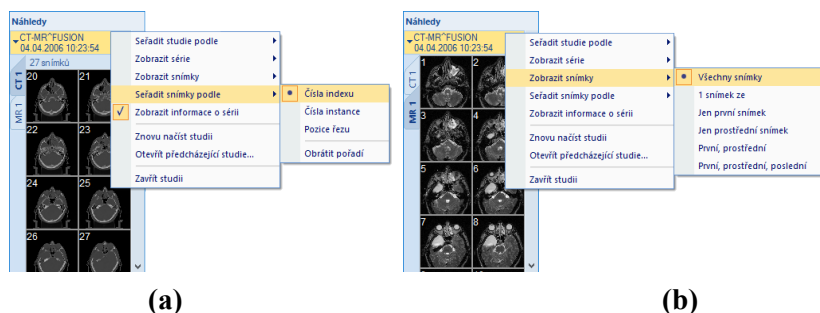 Náhledy
CT-MR^FUSION
04.04.2006 10:23:54
27 snímků
CT 1
MR 1
20 21
22 23
24 25
26 27
Seřadit studie podle
Zobrazit série
Zobrazit snímky
Seřadit snímky podle
Zobrazit informace o sérii
Znovu načíst studii
Otevřít předcházející studie...
Zavřít studii
Čísla indexu
Čísla instance
Pozice řezu
Obrátit pořadí
(a)
Náhledy
CT-MR^FUSION
04.04.2006 10:23:54
CT 1
MR 1
1 2
3 4
5 6
7 8
Seřadit studie podle
Zobrazit série
Zobrazit snímky
Seřadit snímky podle
Zobrazit informace o sérii
Znovu načíst studii
Otevřít předcházející studie...
Zavřít studii
Všechny snímky
1 snímek ze
Jen první snímek
Jen prostřední snímek
První, prostřední
První, prostřední, poslední
(b)